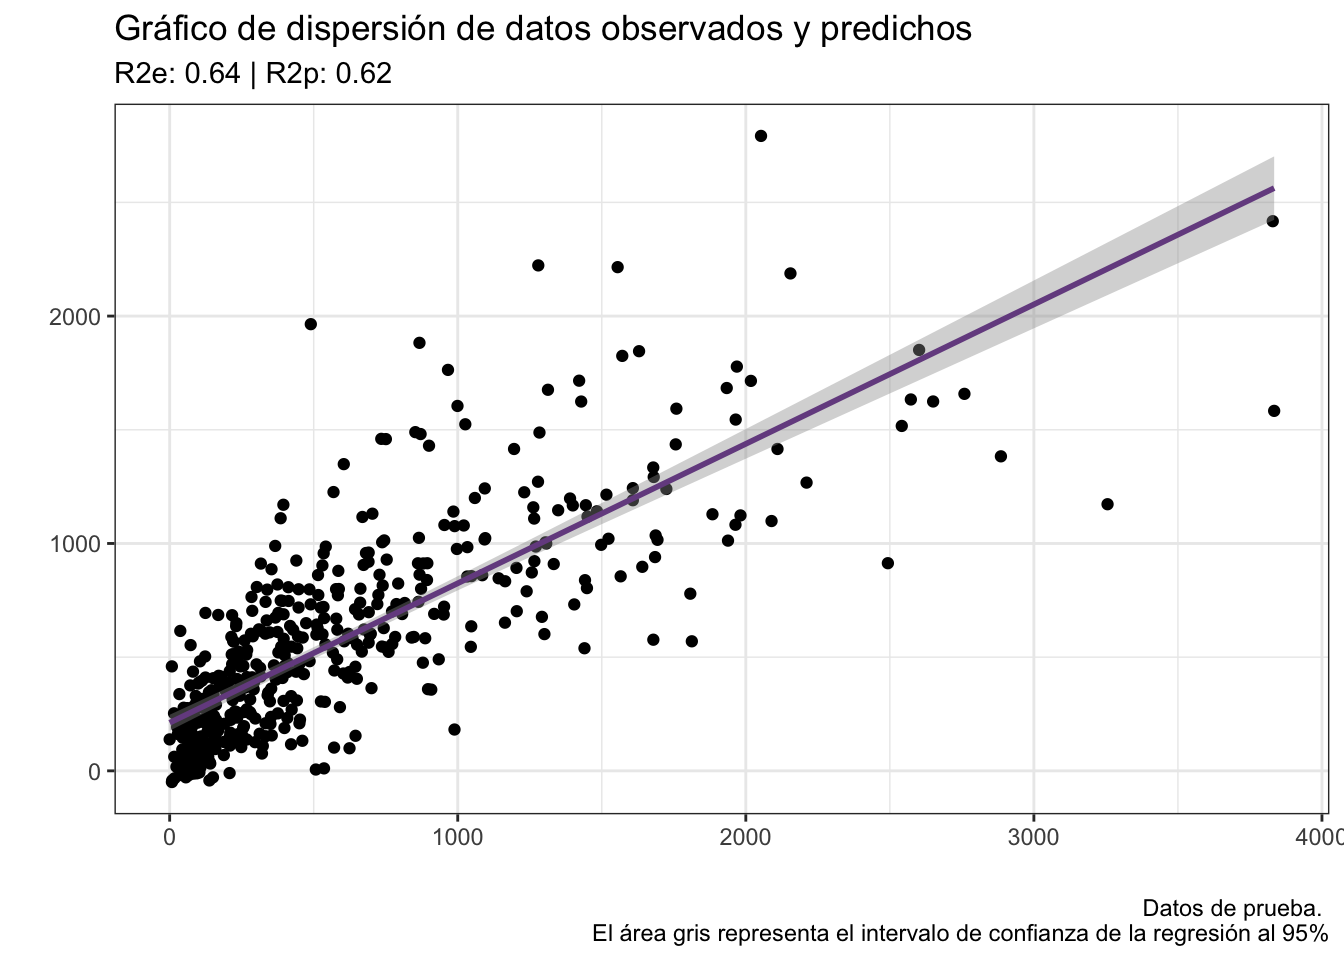 Gráfico de dispersión de datos observados y predichos
R2e: 0.64 | R2p: 0.62
2000
1000
0
0 1000 2000 3000 4000
Datos de prueba.
El área gris representa el intervalo de confianza de la regresión al 95%